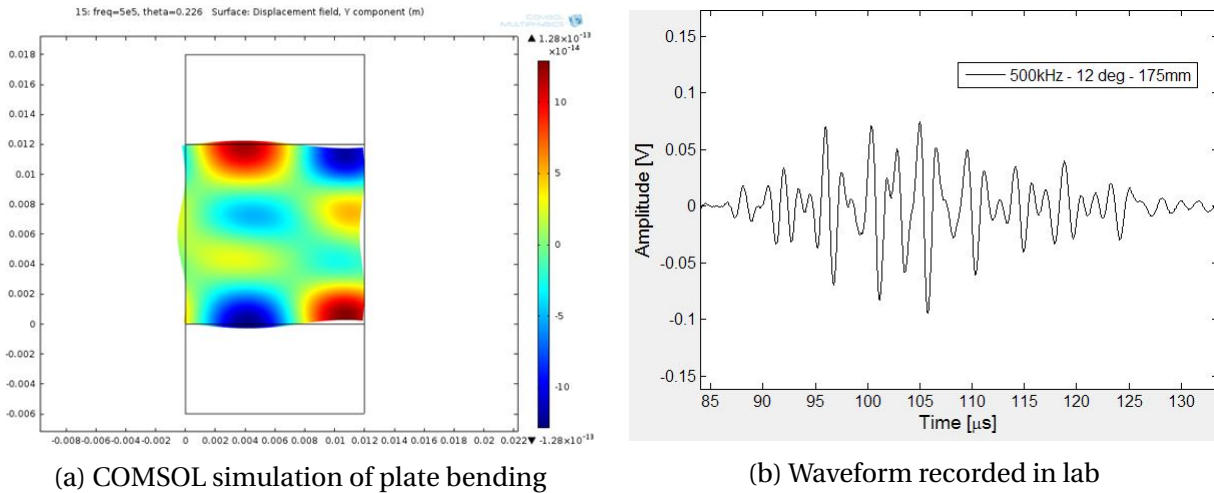 15: freq=5e5, theta=0.226 Surface: Displacement field, Y component (m)
COMSOL
MULTIPHYSICS
▲ 1.28×10⁻¹³
×10⁻¹⁴
0.018
0.016
0.014
0.012
0.01
0.008
0.006
0.004
0.002
0
-0.002
-0.004
-0.006
10
5
0
-5
-10
▼ -1.28×10⁻¹³
-0.008 -0.006 -0.004 -0.002 0 0.002 0.004 0.006 0.008 0.01 0.012 0.014 0.016 0.018 0.02 0.022
(a) COMSOL simulation of plate bending
500kHz - 12 deg - 175mm
Amplitude [V]
0.15
0.1
0.05
0
-0.05
-0.1
-0.15
85 90 95 100 105 110 115 120 125 130
Time [µs]
(b) Waveform recorded in lab